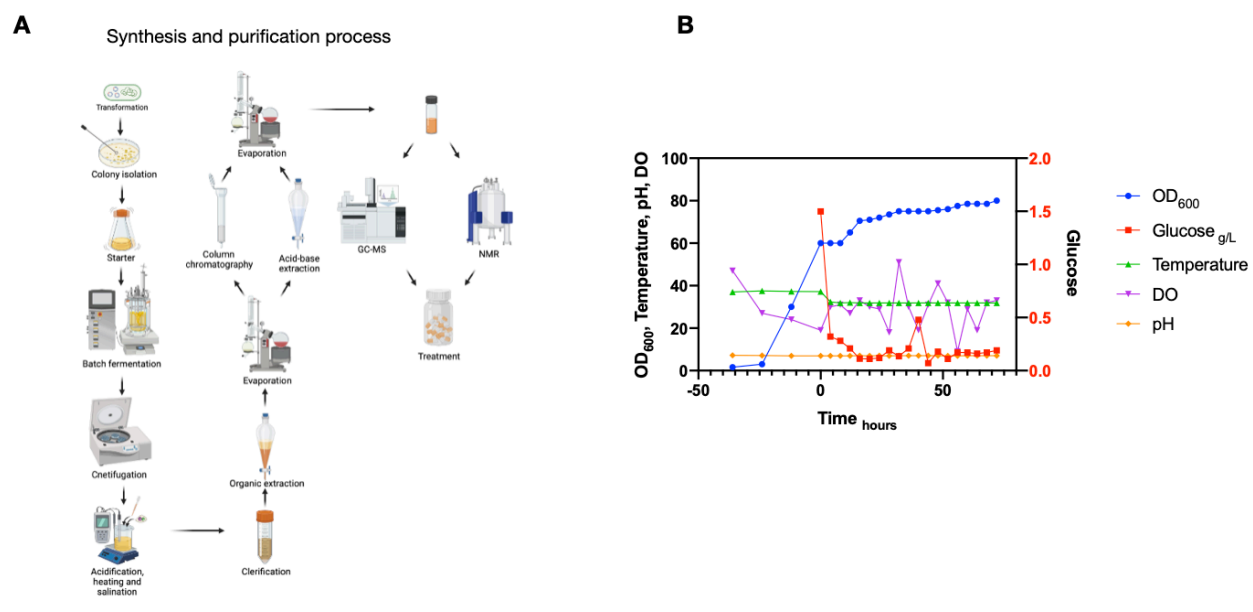 A
Synthesis and purification process
Transformation
Colony isolation
Starter
Batch fermentation
Cnetifugation
Acidification,
heating and
salination
Evaporation
Column
chromatography
Acid-base
extraction
Evaporation
Organic extraction
Clerification
GC-MS
NMR
Treatment
B
OD600, Temperature, pH, DO
100
80
60
40
20
0
-50
0
50
Time hours
2.0
1.5
1.0
0.5
0.0
Glucose
OD600
Glucose g/L
Temperature
DO
pH